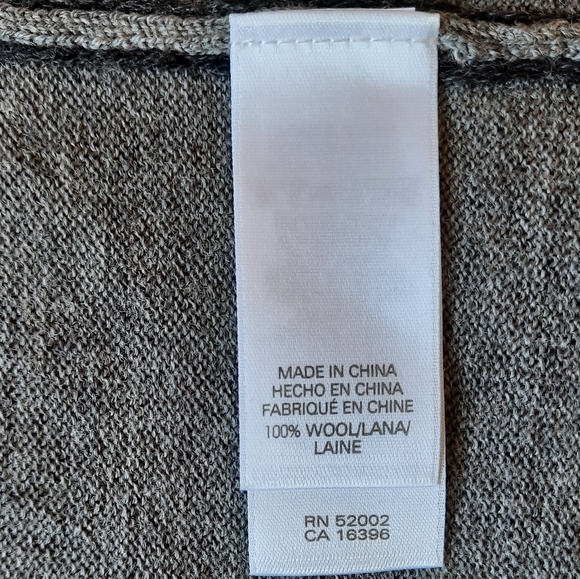 MADE IN CHINA
HECHO EN CHINA
FABRIQUÉ EN CHINE
100% WOOL/LANA/
LAINE
RN 52002
CA 16396